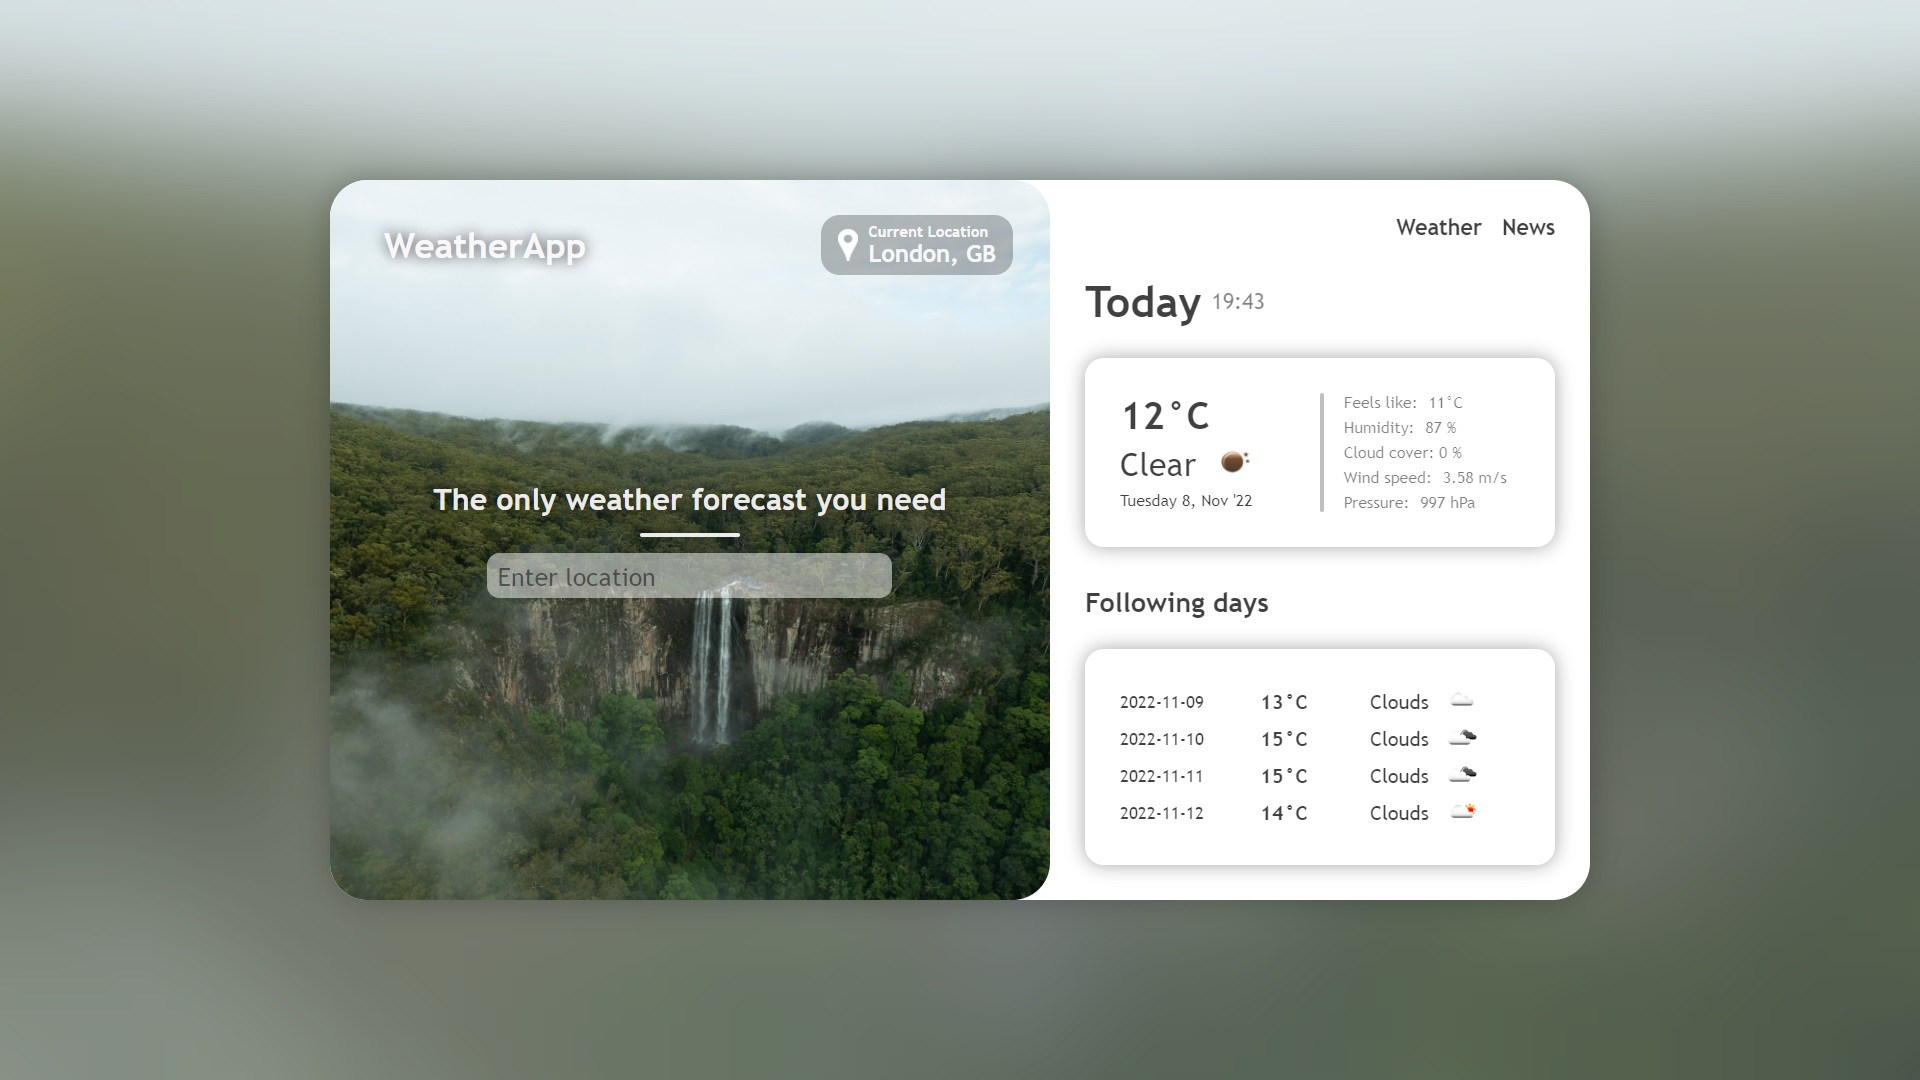 WeatherApp
Current Location
London, GB
The only weather forecast you need
Enter location
Weather News
Today 19:43
12°C
Clear
Tuesday 8, Nov '22
Feels like: 11°C
Humidity: 87 %
Cloud cover: 0 %
Wind speed: 3.58 m/s
Pressure: 997 hPa
Following days
2022-11-09 13°C Clouds
2022-11-10 15°C Clouds
2022-11-11 15°C Clouds
2022-11-12 14°C Clouds